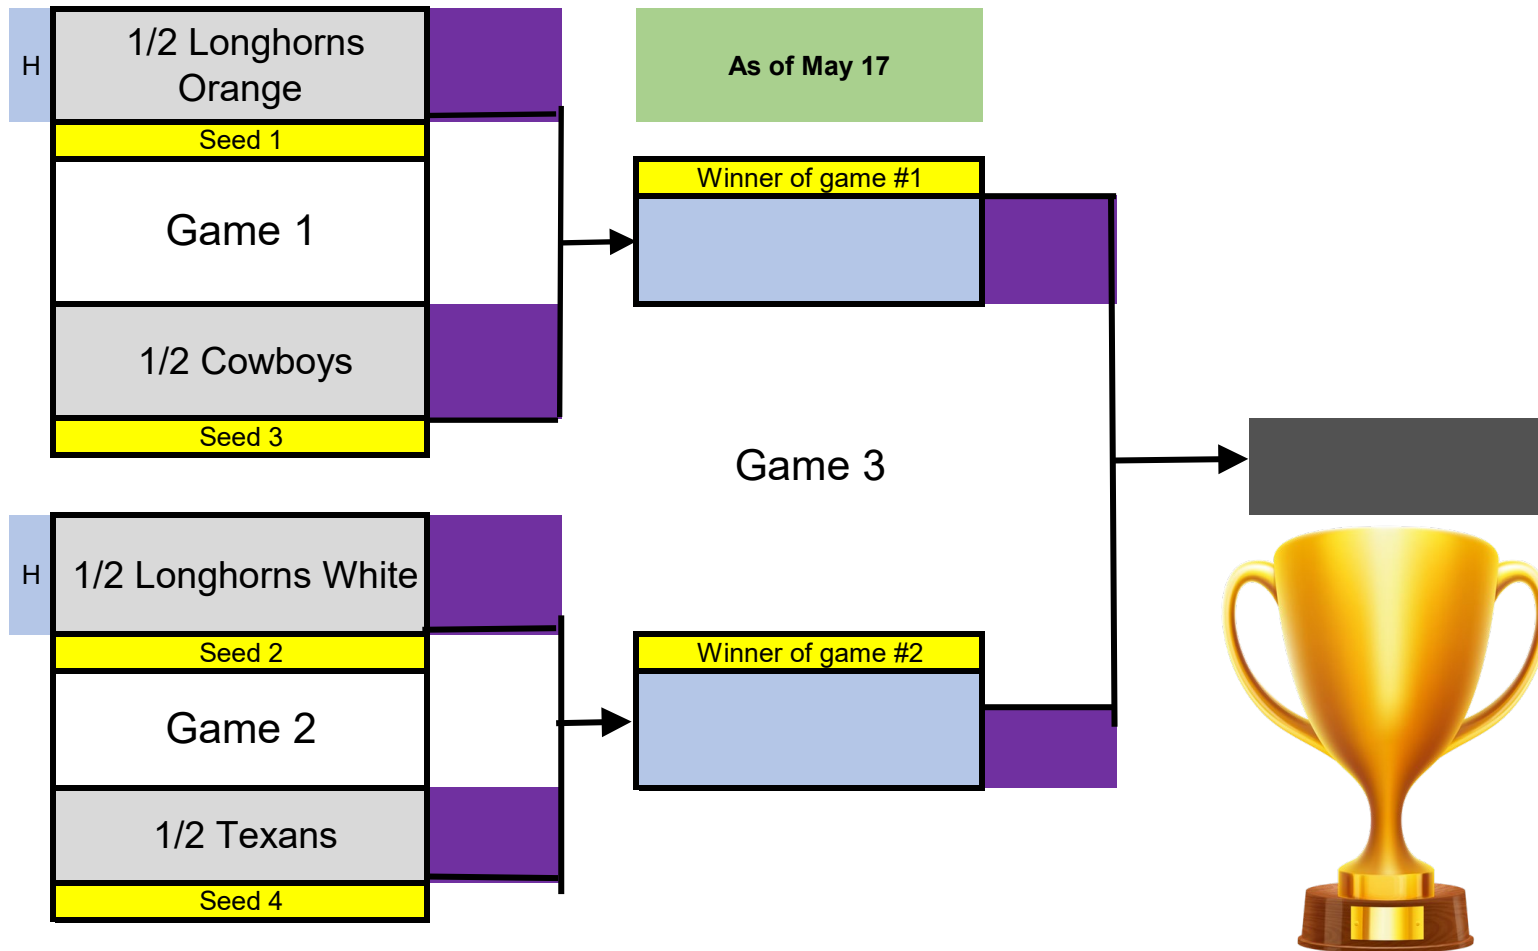 H
1/2 Longhorns
Orange
Seed 1
Game 1
1/2 Cowboys
Seed 3
As of May 17
Winner of game #1
Game 3
H
1/2 Longhorns White
Seed 2
Game 2
1/2 Texans
Seed 4
Winner of game #2